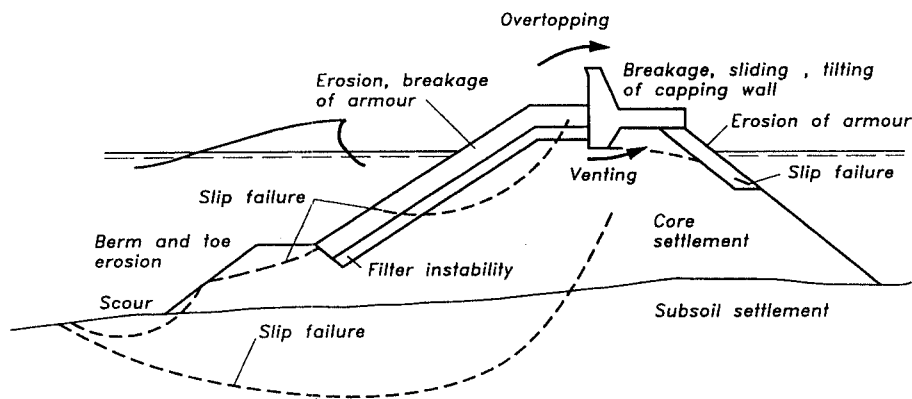 Overtopping
Erosion, breakage
of armour
Breakage, sliding , tilting
of capping wall
Erosion of armour
Venting
Slip failure
Slip failure
Berm and toe
erosion
Core
settlement
Filter instability
Scour
Subsoil settlement
Slip failure